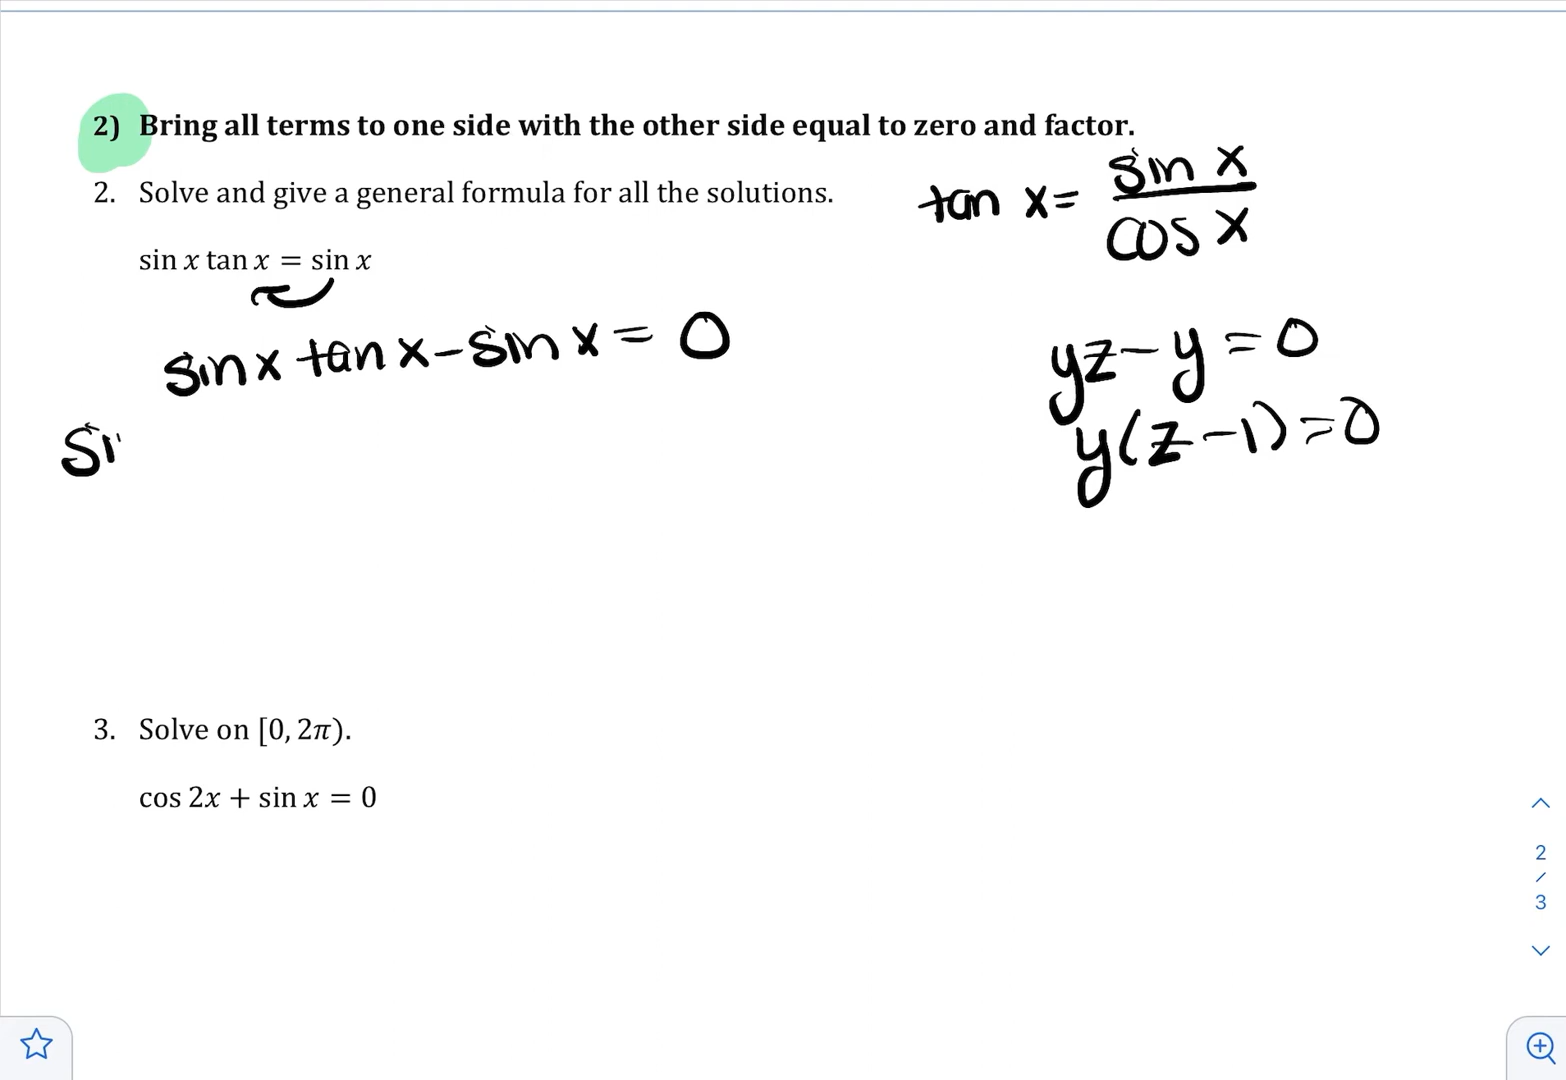 2) Bring all terms to one side with the other side equal to zero and factor.
2. Solve and give a general formula for all the solutions.
tan x = sin x / cos x
sin x tan x = sin x
sin x tan x - sin x = 0
yz - y = 0
y(z - 1) = 0
si
3. Solve on [0, 2π).
cos 2x + sin x = 0
2
/
3